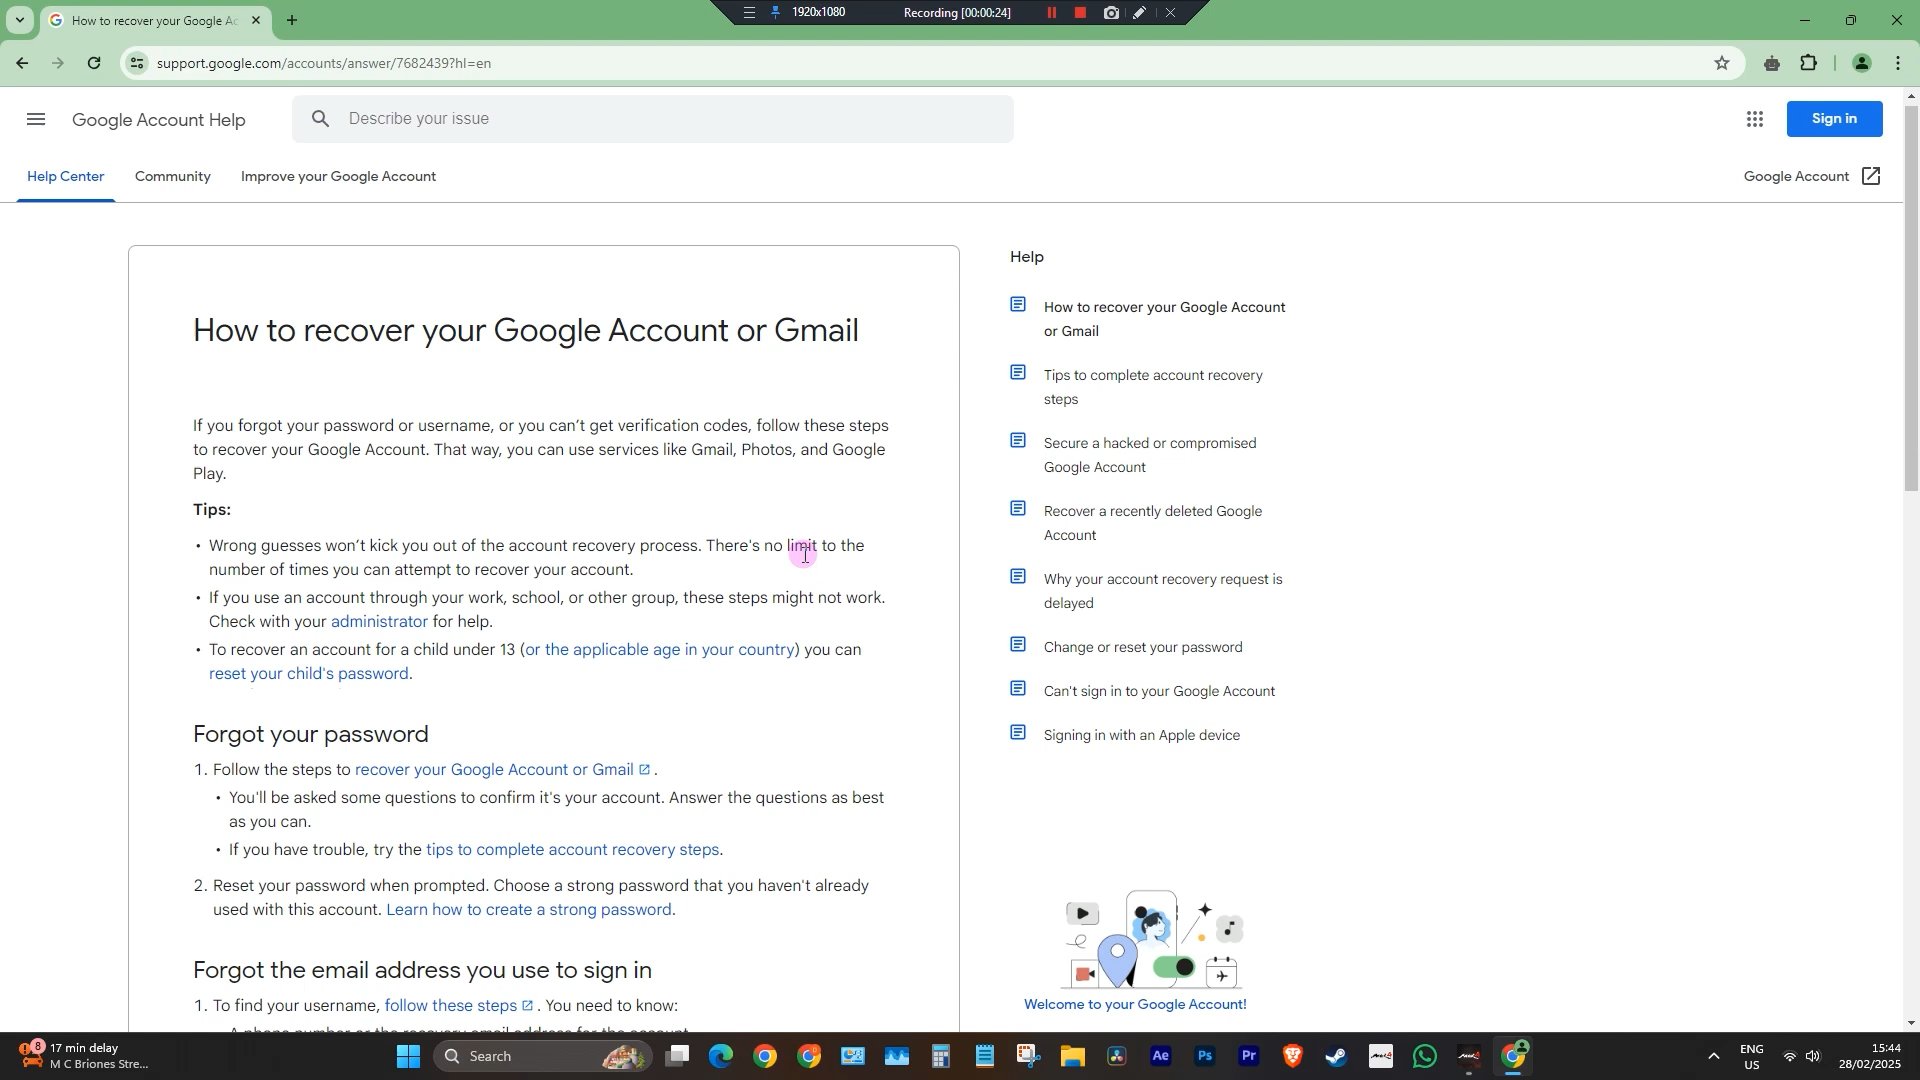 How to recover your Google Ac
1920x1080
Recording [00:00:24]
support.google.com/accounts/answer/7682439?hl=en
Google Account Help
Describe your issue
Sign in
Help Center
Community
Improve your Google Account
Google Account
How to recover your Google Account or Gmail
If you forgot your password or username, or you can’t get verification codes, follow these steps
to recover your Google Account. That way, you can use services like Gmail, Photos, and Google
Play.
Tips:
• Wrong guesses won’t kick you out of the account recovery process. There's no limit to the
number of times you can attempt to recover your account.
• If you use an account through your work, school, or other group, these steps might not work.
Check with your administrator for help.
• To recover an account for a child under 13 (or the applicable age in your country) you can
reset your child's password.
Forgot your password
1. Follow the steps to recover your Google Account or Gmail .
• You'll be asked some questions to confirm it's your account. Answer the questions as best
as you can.
• If you have trouble, try the tips to complete account recovery steps.
2. Reset your password when prompted. Choose a strong password that you haven't already
used with this account. Learn how to create a strong password.
Forgot the email address you use to sign in
1. To find your username, follow these steps . You need to know:
A phone number or the recovery email address for the account
Help
How to recover your Google Account
or Gmail
Tips to complete account recovery
steps
Secure a hacked or compromised
Google Account
Recover a recently deleted Google
Account
Why your account recovery request is
delayed
Change or reset your password
Can't sign in to your Google Account
Signing in with an Apple device
Welcome to your Google Account!
8
17 min delay
M C Briones Stre...
Search
Ae
Ps
Pr
ENG
US
15:44
28/02/2025